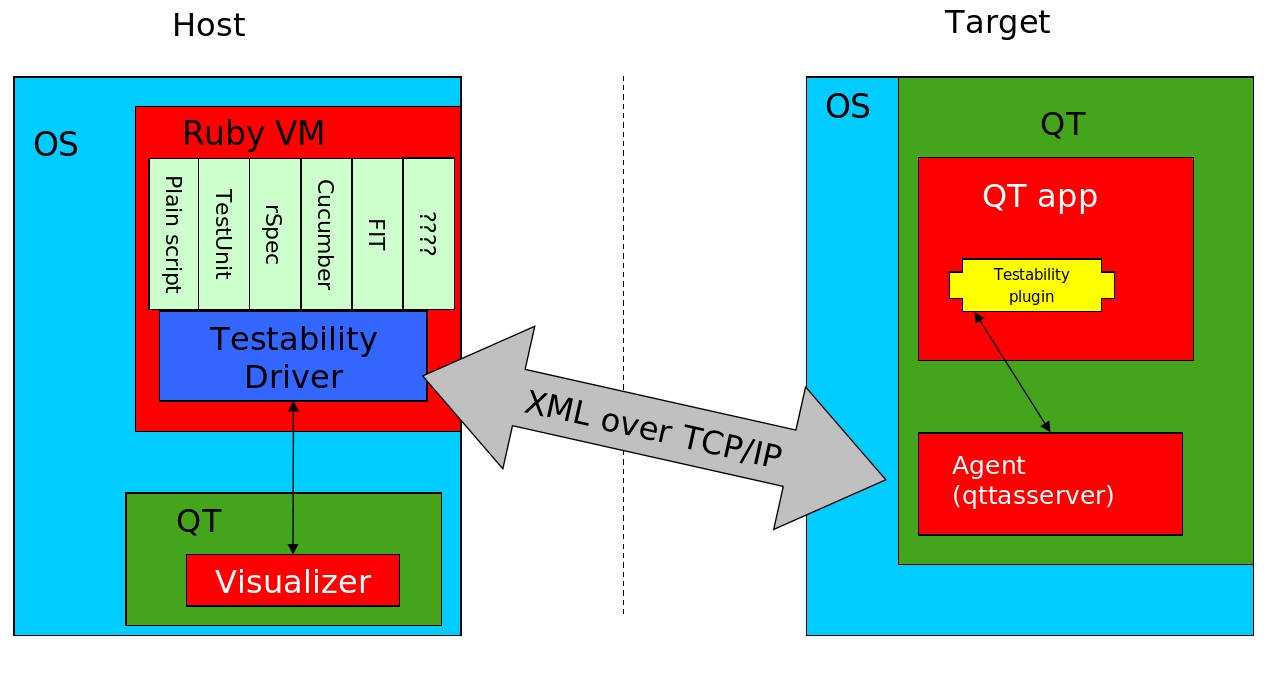 Host
Target
OS
Ruby VM
Plain script
TestUnit
rSpec
Cucumber
FIT
????
Testability
Driver
QT
Visualizer
XML over TCP/IP
OS
QT
QT app
Testability
plugin
Agent
(qttasserver)